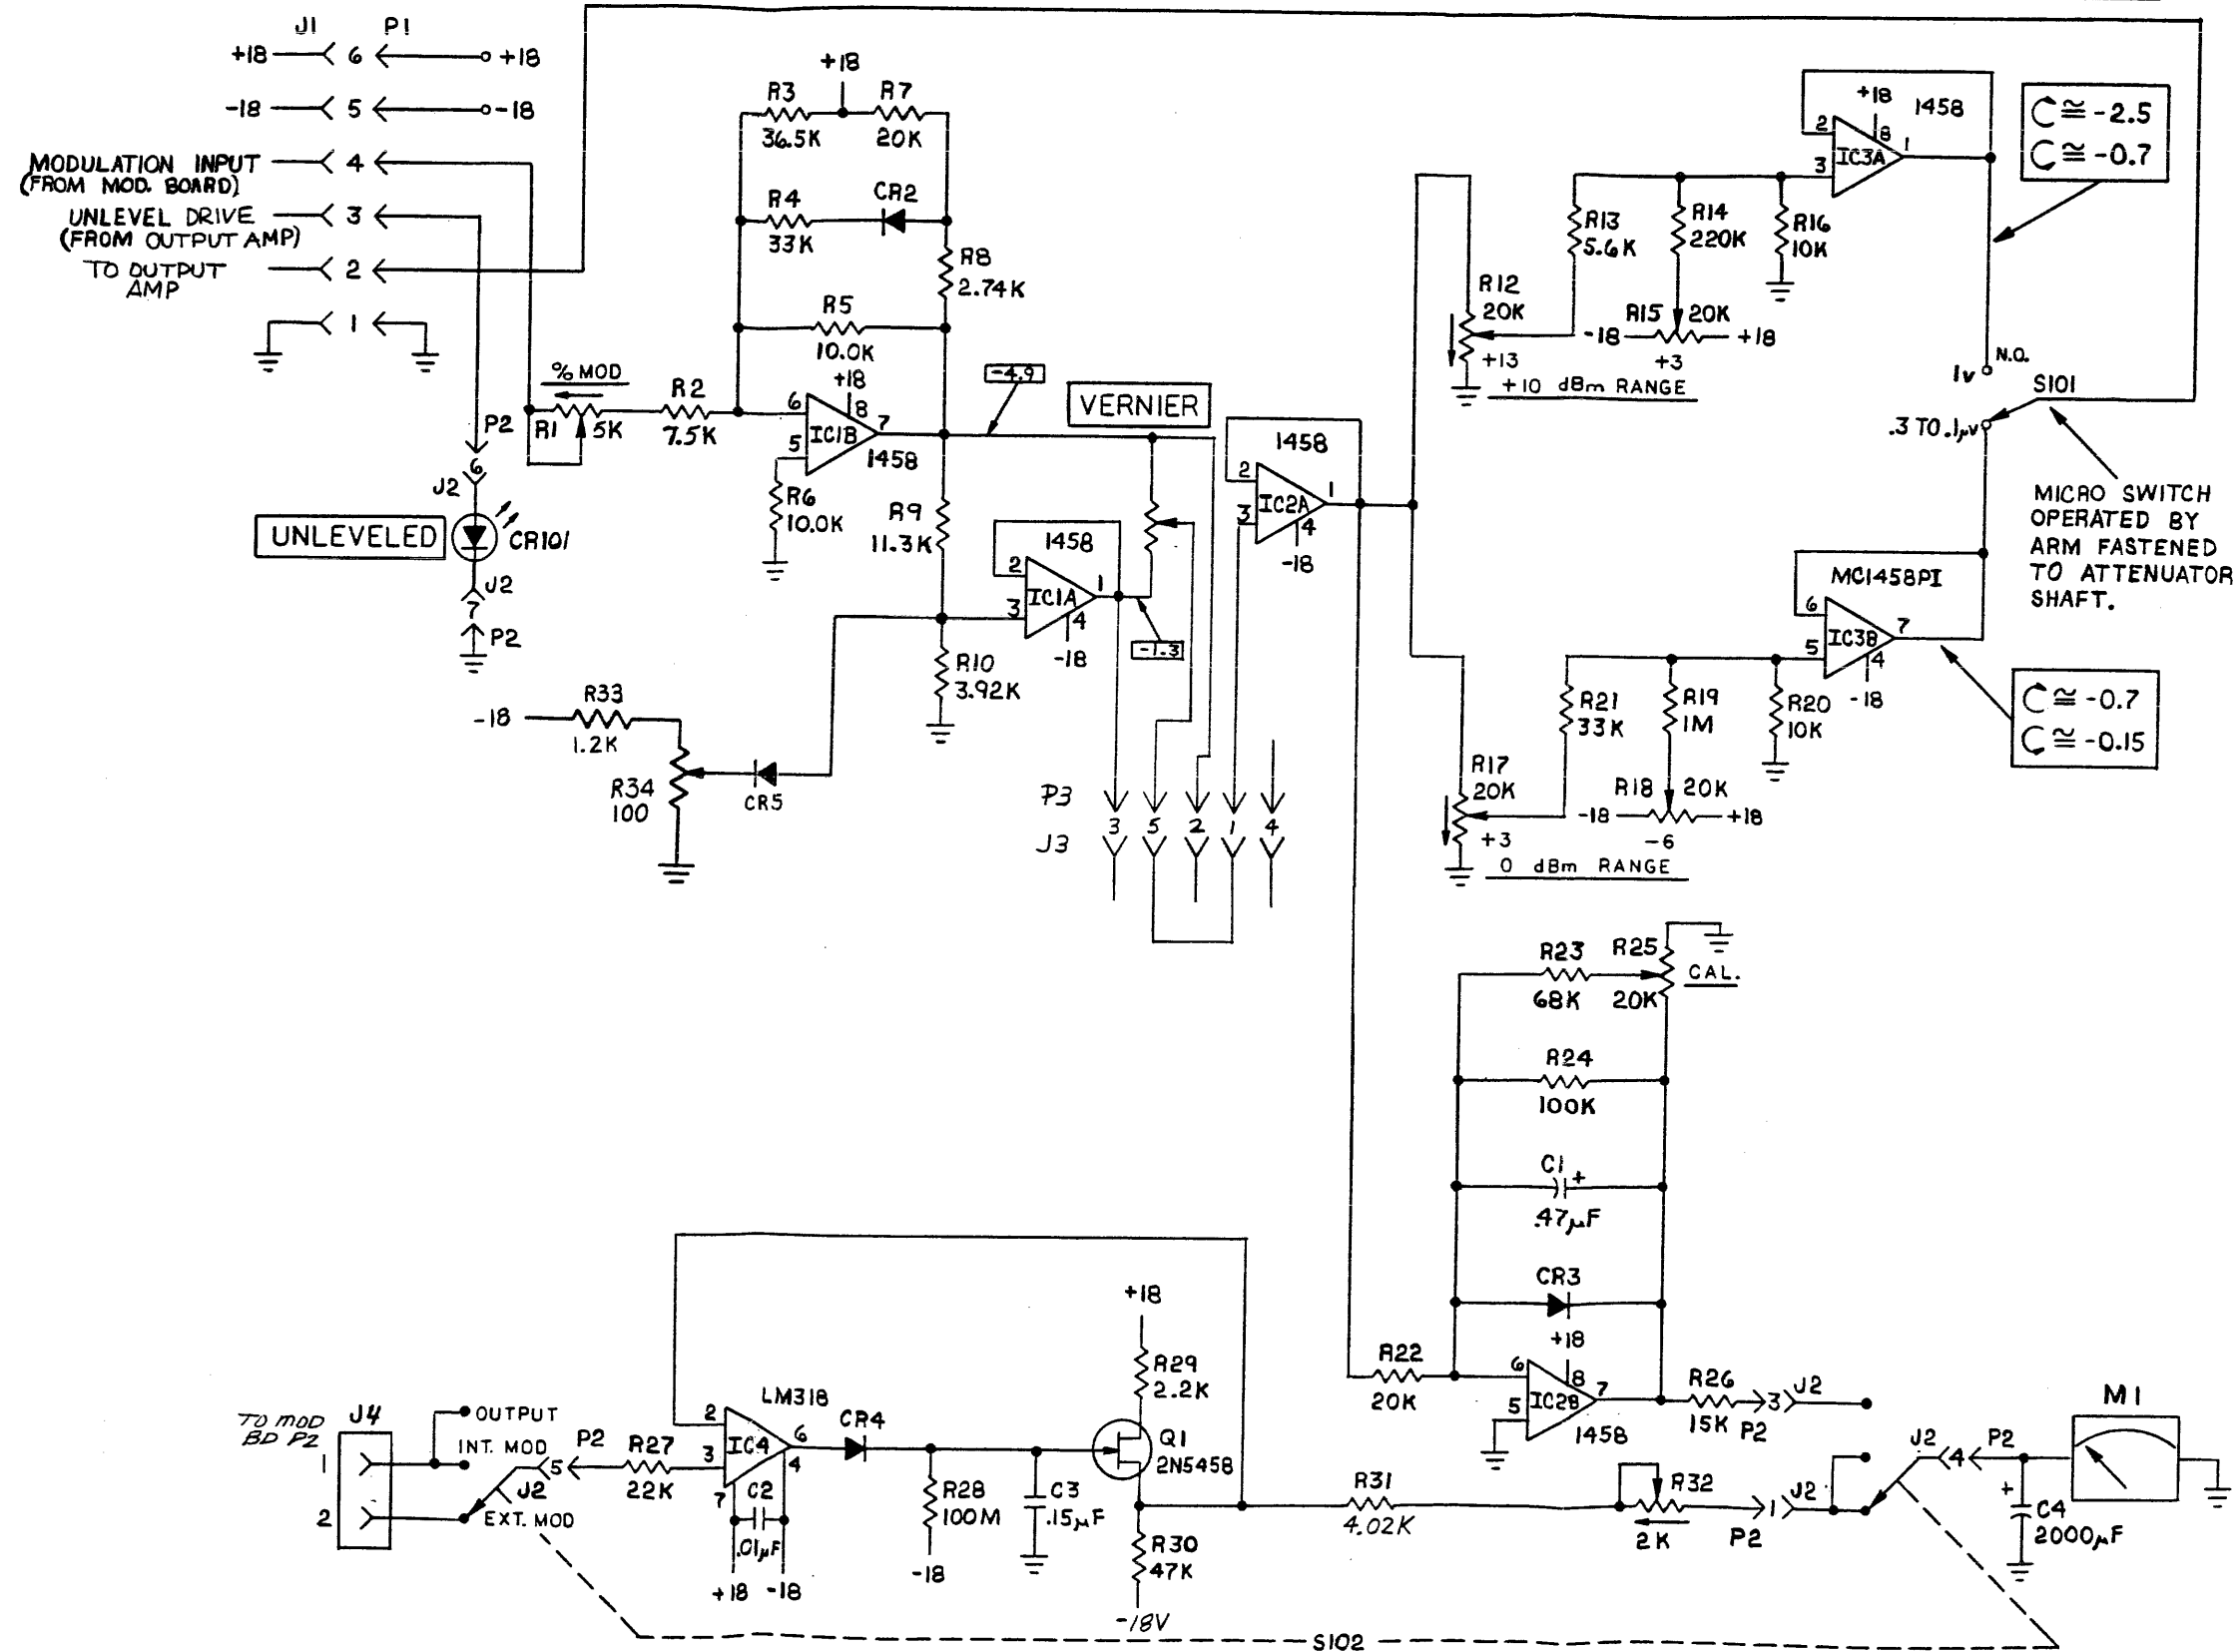 J1 P1
+18 6 +18
-18 5 -18
MODULATION INPUT 4
(FROM MOD. BOARD)
UNLEVEL DRIVE 3
(FROM OUTPUT AMP)
TO OUTPUT 2
AMP
1
P2
6
J2
UNLEVELED
CR101
J2
7
P2
% MOD
R1 5K
R2
7.5K
+18
R3
36.5K
R7
20K
R4
33K
CR2
R8
2.74K
R5
10.0K
+18
6 8
IC1B 7
5
1458
R6
10.0K
-4.9
VERNIER
R9
11.3K
1458
2
IC1A 1
3
4
-18
-1.3
R10
3.92K
R33
-18
1.2K
R34
100
CR5
P3
3 5 2 1 4
J3
1458
2
IC2A 1
3
4
-18
R12
20K
+13
+10 dBm RANGE
R13
5.6K
R14
220K
R16
10K
R15 20K
-18 +18
+3
+18 1458
2 8
IC3A 1
3
≅ -2.5
≅ -0.7
N.O.
1v
S101
.3 TO .1µv
MICRO SWITCH
OPERATED BY
ARM FASTENED
TO ATTENUATOR
SHAFT.
MC1458P1
6
IC3B 7
5
4
-18
≅ -0.7
≅ -0.15
R17
20K
+3
0 dBm RANGE
R21
33K
R19
1M
R20
10K
R18 20K
-18 +18
-6
R23
68K
R25
20K
CAL.
R24
100K
C1 +
.47µF
CR3
+18
R22
20K
6 8
IC2B 7
5
1458
R26
15K P2
3 J2
M1
J2 4 P2
+
C4
2000µF
TO MOD
BD P2
J4
1
2
OUTPUT
INT. MOD
EXT. MOD
J2
5 P2
R27
22K
LM318
2
IC4 6
3
4
7
C2
.01µF
+18 -18
CR4
R28
100M
-18
C3
.15µF
+18
R29
2.2K
Q1
2N5458
R30
47K
-18V
R31
4.02K
R32
2K
P2 1 J2
S102